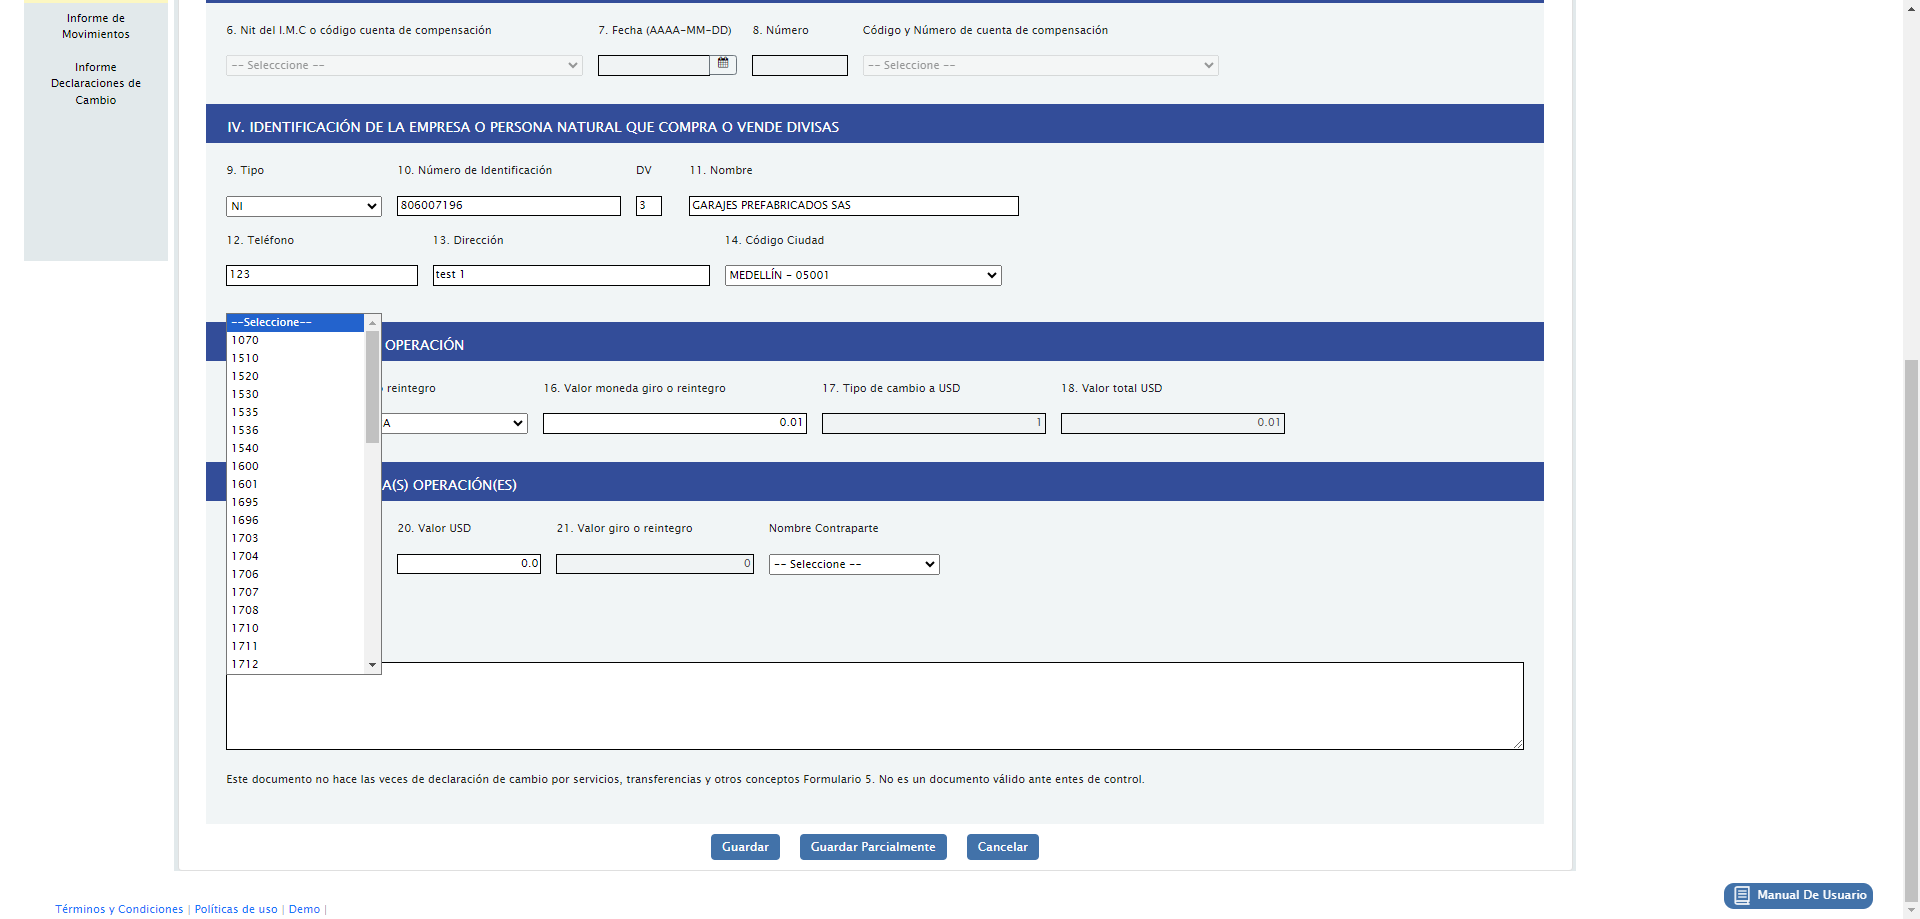 Informe de
Movimientos
Informe
Declaraciones de
Cambio
6. Nit del I.M.C o código cuenta de compensación
7. Fecha (AAAA-MM-DD)
8. Número
Código y Número de cuenta de compensación
-- Selecccione --
-- Seleccione --
IV. IDENTIFICACIÓN DE LA EMPRESA O PERSONA NATURAL QUE COMPRA O VENDE DIVISAS
9. Tipo
10. Número de Identificación
DV
11. Nombre
NI
806007196
3
GARAJES PREFABRICADOS SAS
12. Teléfono
13. Dirección
14. Código Ciudad
123
test 1
MEDELLÍN - 05001
--Seleccione--
1070
1510
1520
1530
1535
1536
1540
1600
1601
1695
1696
1703
1704
1706
1707
1708
1710
1711
1712
OPERACIÓN
reintegro
16. Valor moneda giro o reintegro
17. Tipo de cambio a USD
18. Valor total USD
A
0.01
1
0.01
A(S) OPERACIÓN(ES)
20. Valor USD
21. Valor giro o reintegro
Nombre Contraparte
0.0
0
-- Seleccione --
Este documento no hace las veces de declaración de cambio por servicios, transferencias y otros conceptos Formulario 5. No es un documento válido ante entes de control.
Guardar
Guardar Parcialmente
Cancelar
Manual De Usuario
Términos y Condiciones | Políticas de uso | Demo |